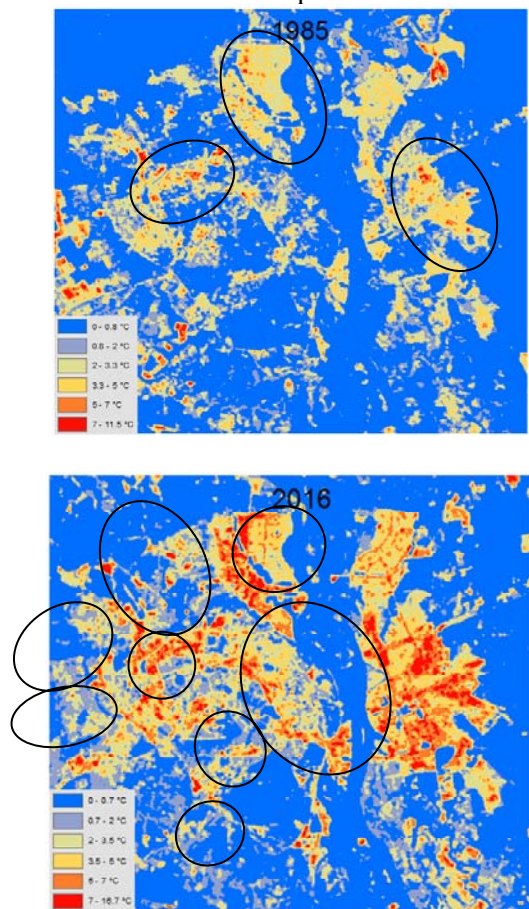 1985
0 - 0.8 °C
0.8 - 2 °C
2 - 3.3 °C
3.3 - 5 °C
5 - 7 °C
7 - 11.5 °C
2016
0 - 0.7 °C
0.7 - 2 °C
2 - 3.5 °C
3.5 - 5 °C
5 - 7 °C
7 - 16.7 °C